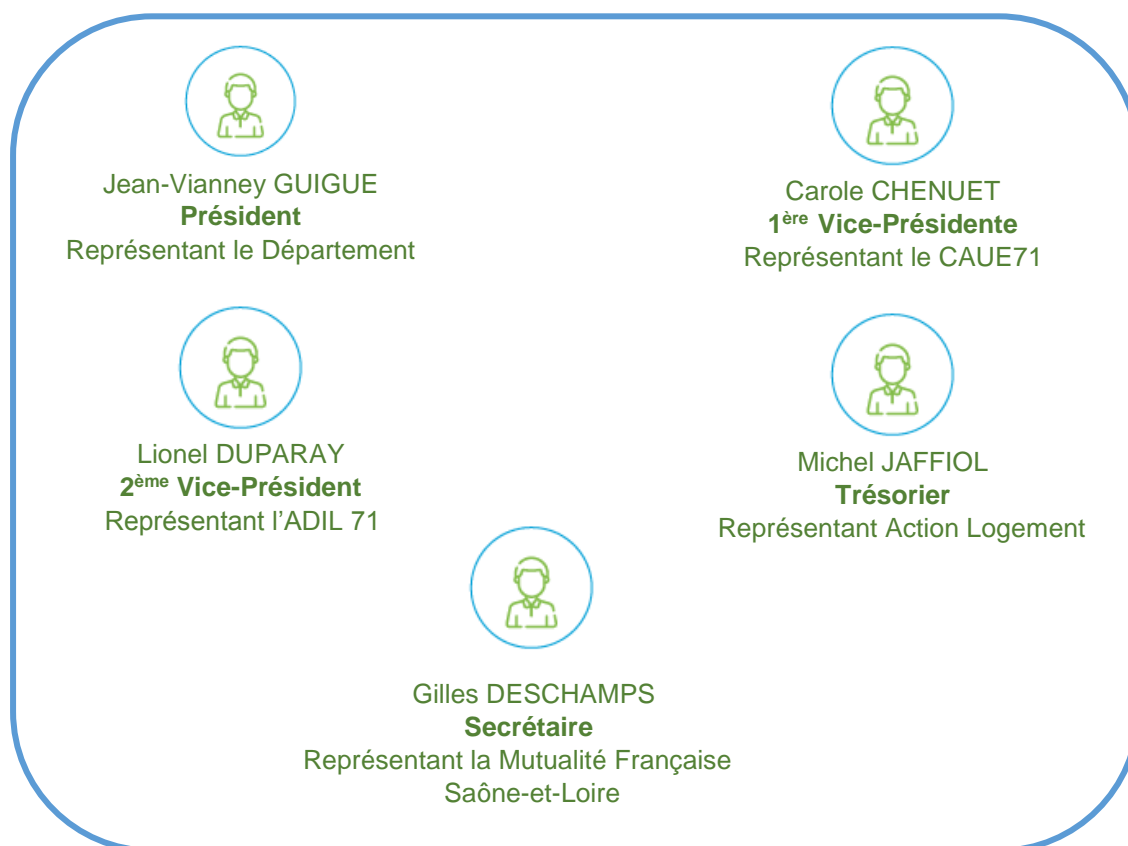 Jean-Vianney GUIGUE
Président
Représentant le Département
Carole CHENUET
1ère Vice-Présidente
Représentant le CAUE71
Lionel DUPARAY
2ème Vice-Président
Représentant l’ADIL 71
Michel JAFFIOL
Trésorier
Représentant Action Logement
Gilles DESCHAMPS
Secrétaire
Représentant la Mutualité Française
Saône-et-Loire